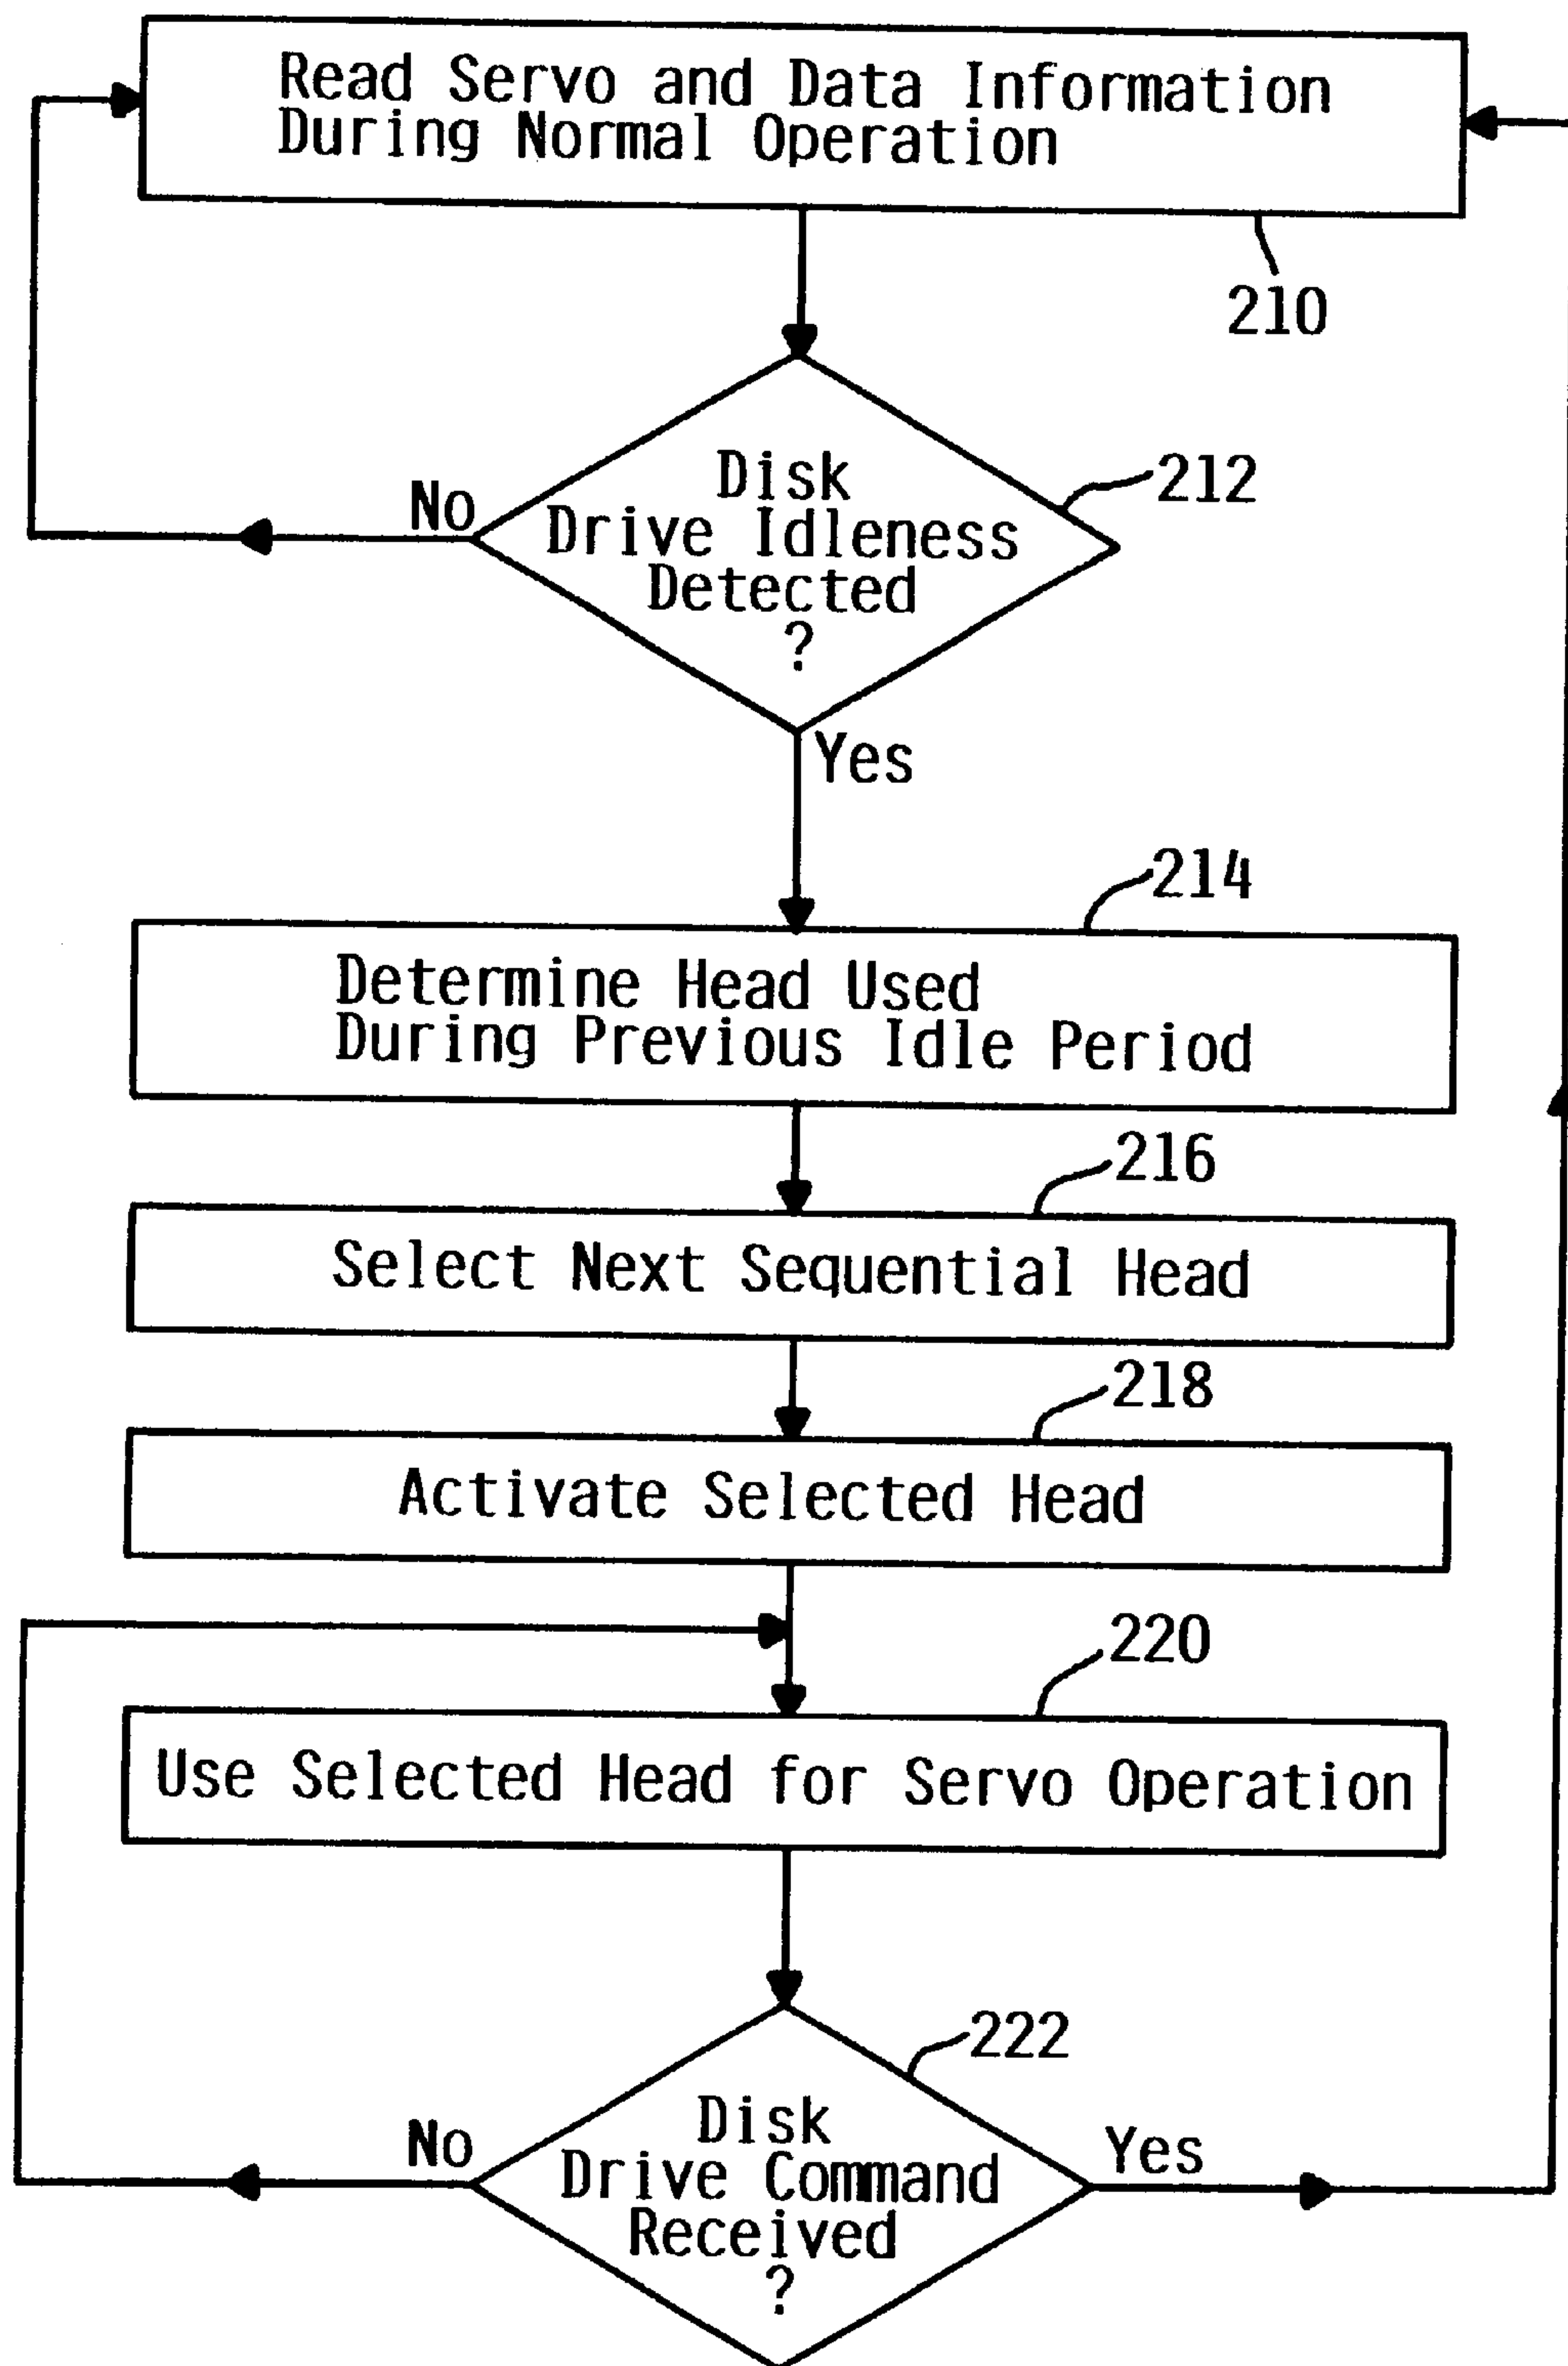 Read Servo and Data Information
During Normal Operation
210
Disk
Drive Idleness
Detected
?
212
No
Yes
214
Determine Head Used
During Previous Idle Period
216
Select Next Sequential Head
218
Activate Selected Head
220
Use Selected Head for Servo Operation
222
Disk
Drive Command
Received
?
No
Yes